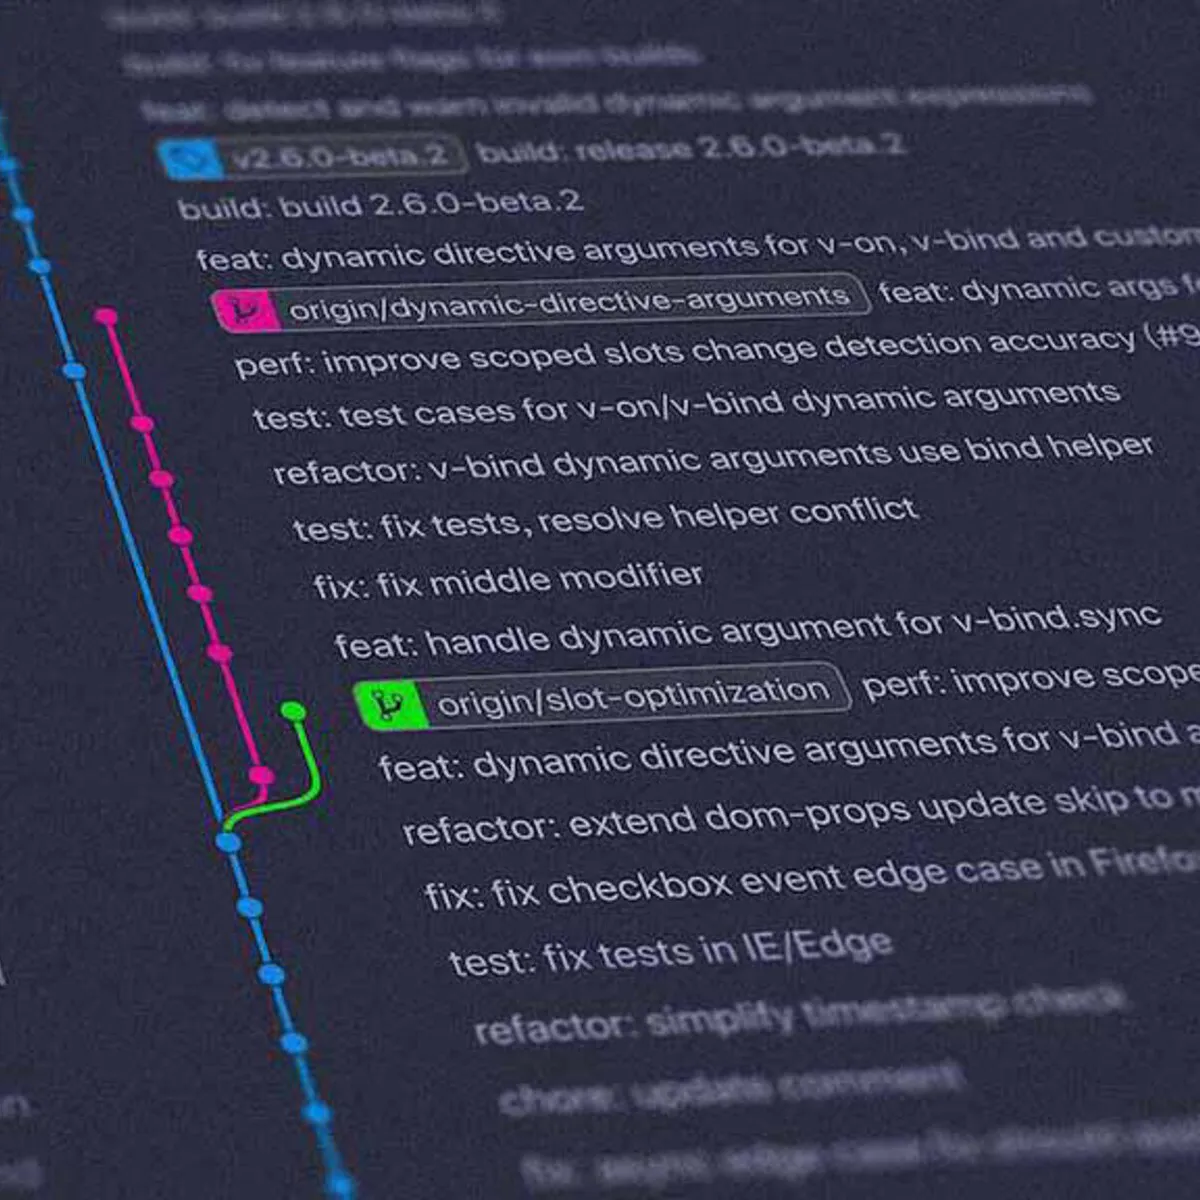 build: fix feature flags for esm builds
feat: detect and warn invalid dynamic argument expressions
v2.6.0-beta.2 build: release 2.6.0-beta.2
build: build 2.6.0-beta.2
feat: dynamic directive arguments for v-on, v-bind and custom
origin/dynamic-directive-arguments feat: dynamic args f
perf: improve scoped slots change detection accuracy (#9
test: test cases for v-on/v-bind dynamic arguments
refactor: v-bind dynamic arguments use bind helper
test: fix tests, resolve helper conflict
fix: fix middle modifier
feat: handle dynamic argument for v-bind.sync
origin/slot-optimization perf: improve scope
feat: dynamic directive arguments for v-bind a
refactor: extend dom-props update skip to
fix: fix checkbox event edge case in Firefo
test: fix tests in IE/Edge
refactor: simplify timestamp check
chore: update comment
fix: async edge case